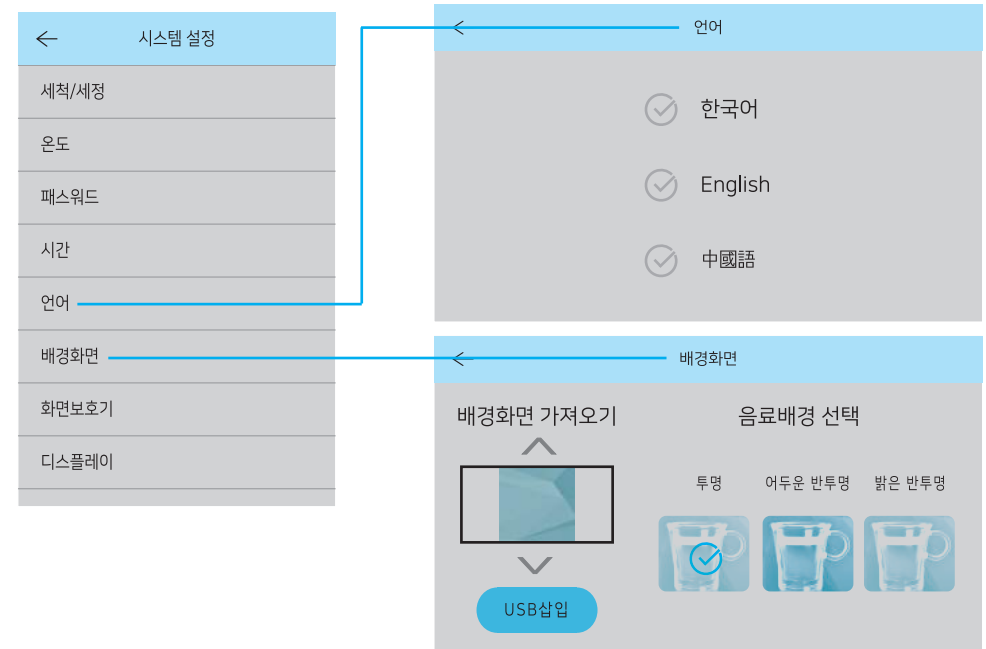 시스템 설정
세척/세정
온도
패스워드
시간
언어
배경화면
화면보호기
디스플레이
언어
한국어
English
中國語
배경화면
배경화면 가져오기
음료배경 선택
투명
어두운 반투명
밝은 반투명
USB삽입